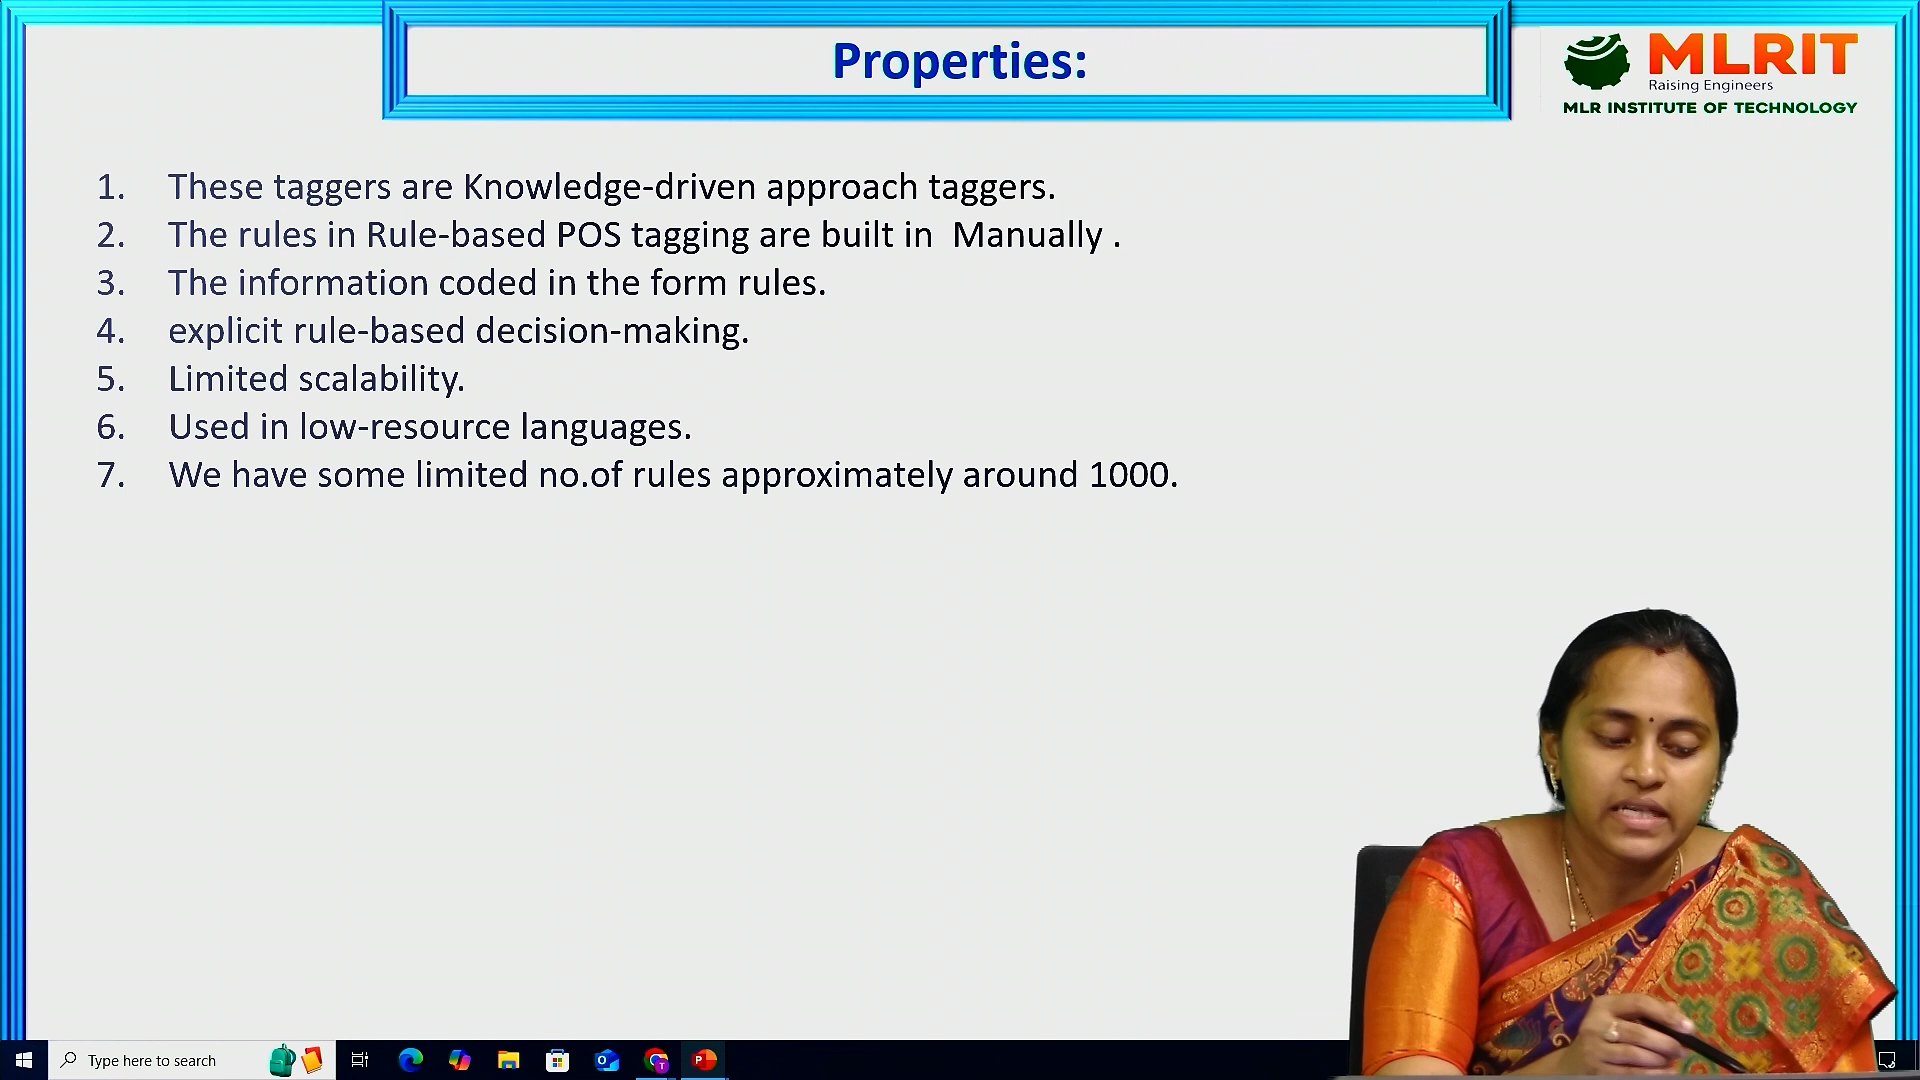 Properties:
MLRIT
Raising Engineers
MLR INSTITUTE OF TECHNOLOGY
1. These taggers are Knowledge-driven approach taggers.
2. The rules in Rule-based POS tagging are built in  Manually .
3. The information coded in the form rules.
4. explicit rule-based decision-making.
5. Limited scalability.
6. Used in low-resource languages.
7. We have some limited no.of rules approximately around 1000.
Type here to search